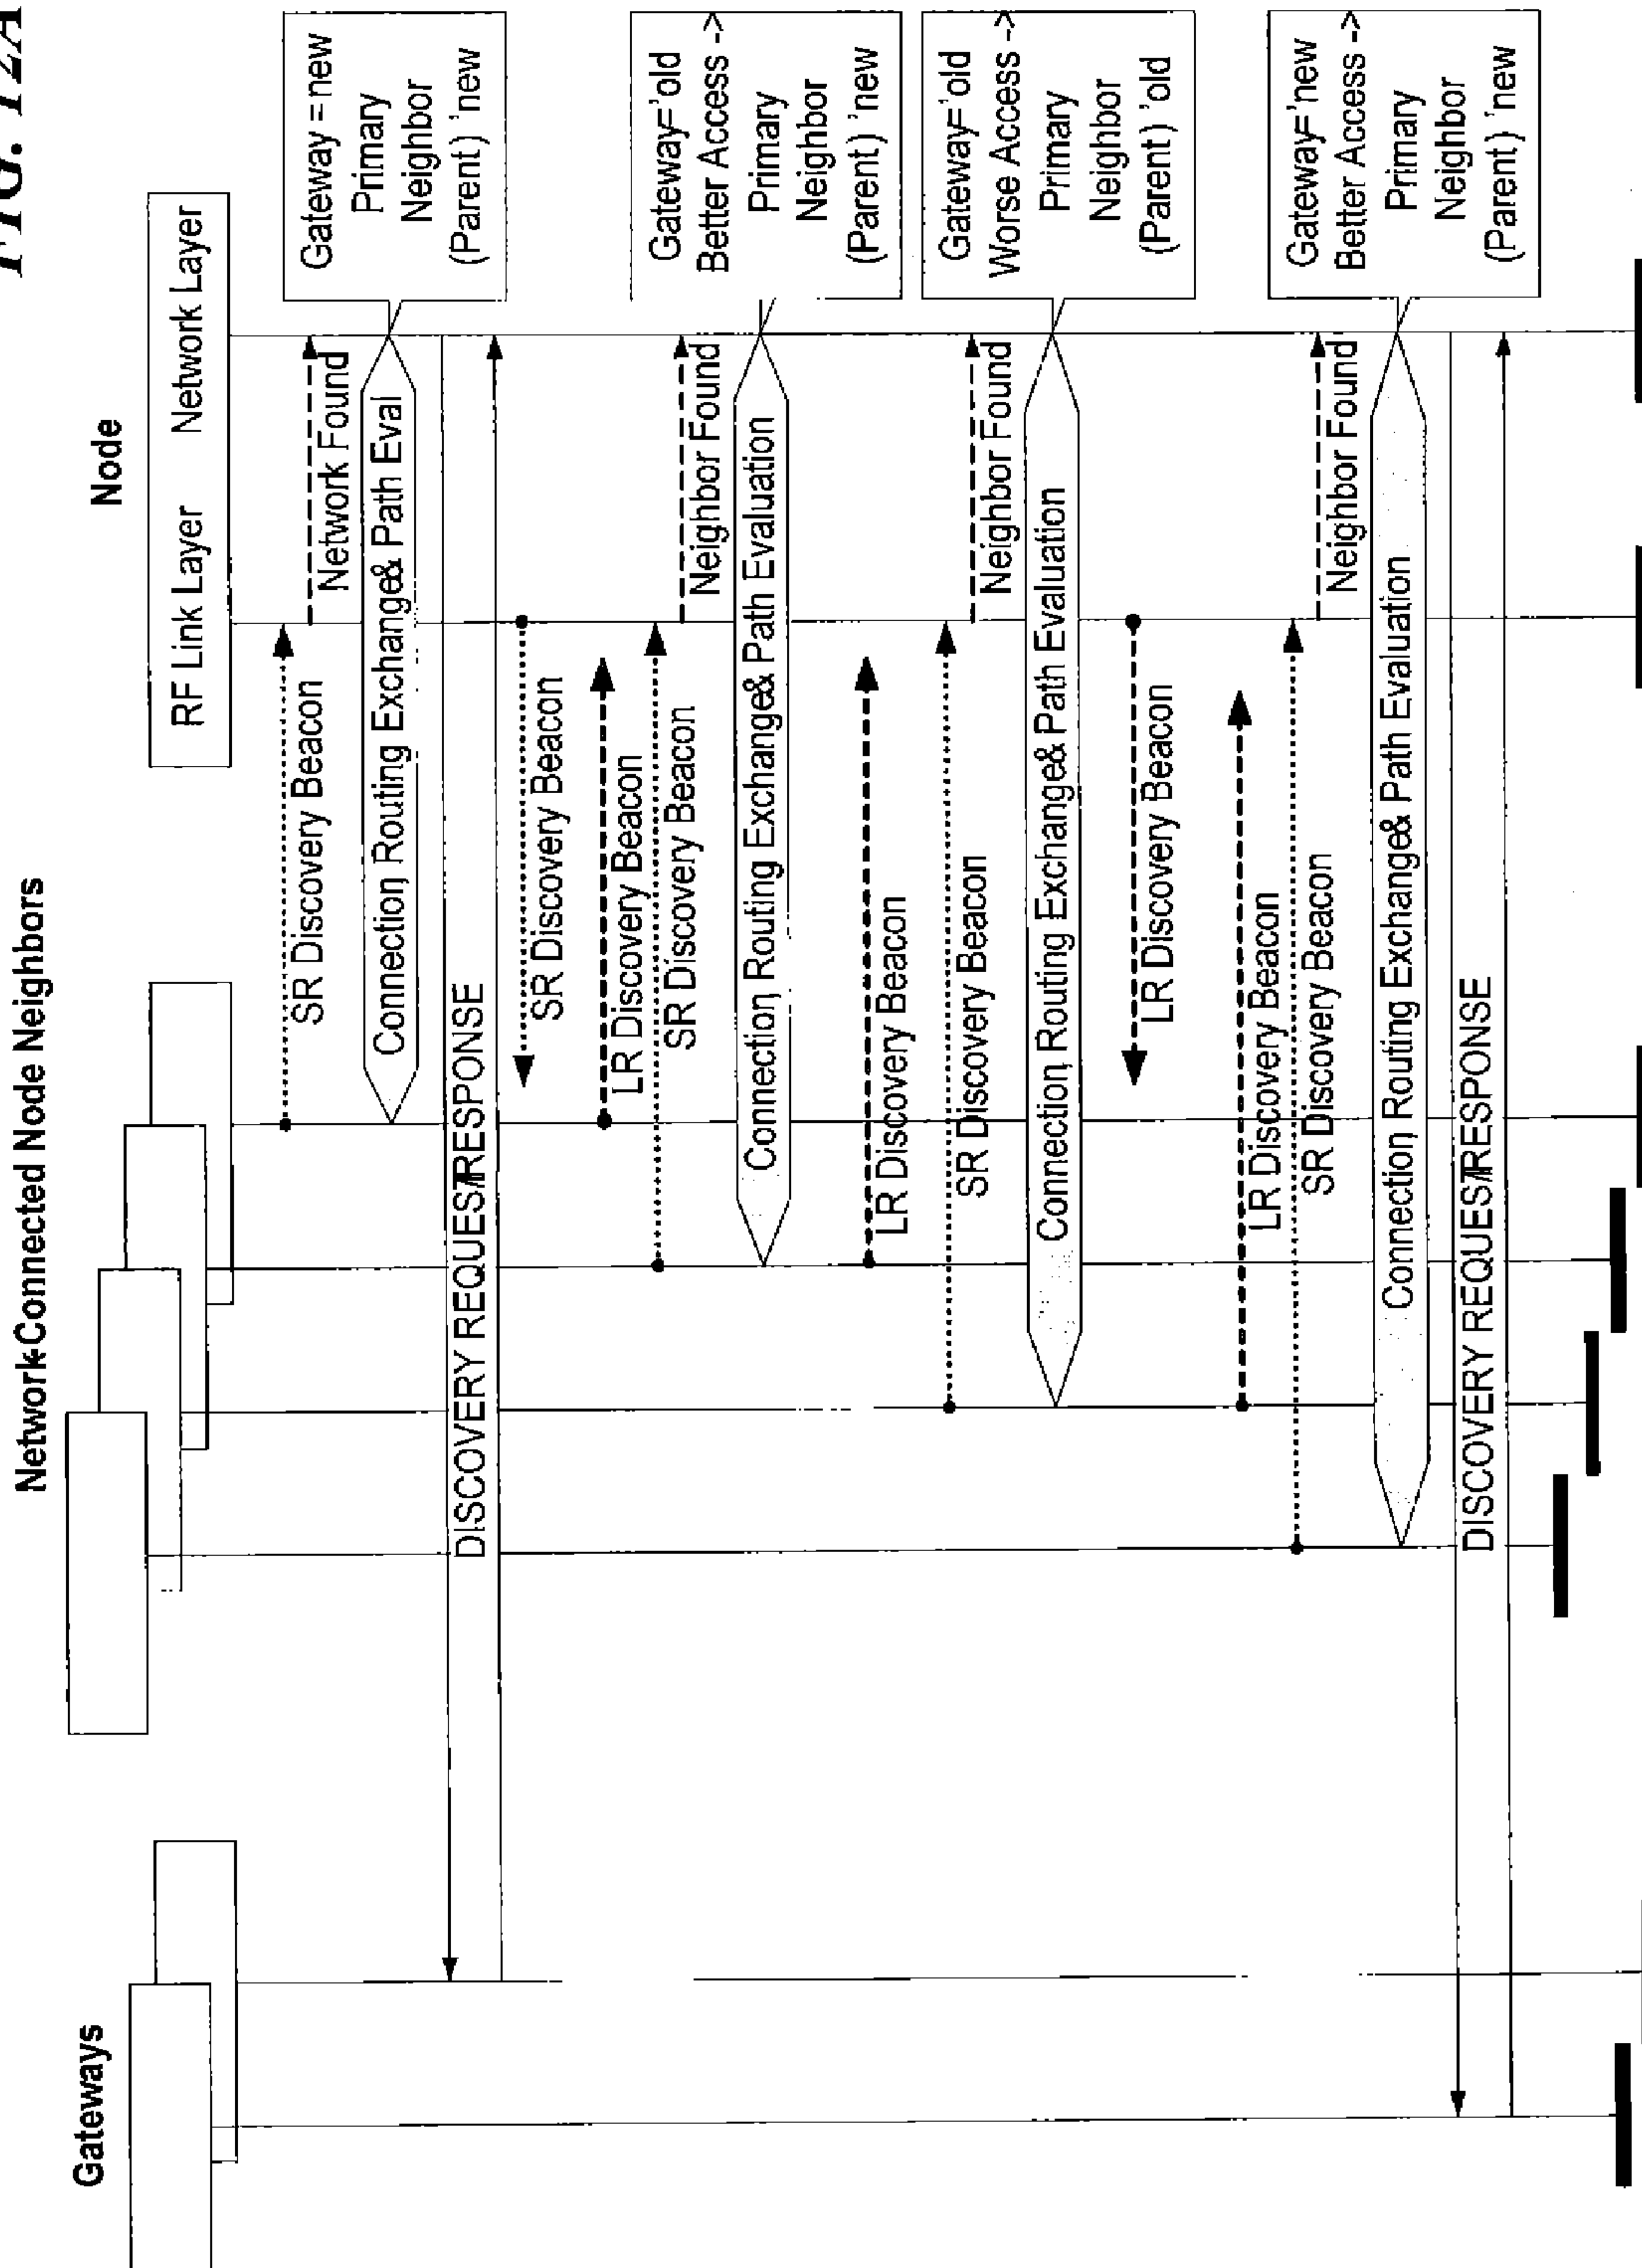 FIG. 12A
Gateways
Network-Connected Node Neighbors
Node
RF Link Layer
Network Layer
SR Discovery Beacon
Network Found
Connection Routing Exchange& Path Eval
Gateway =new
Primary
Neighbor
(Parent) 'new
DISCOVERY REQUEST/RESPONSE
SR Discovery Beacon
LR Discovery Beacon
SR Discovery Beacon
Neighbor Found
Connection Routing Exchange& Path Evaluation
Gateway='old
Better Access ->
Primary
Neighbor
(Parent) 'new
LR Discovery Beacon
SR Discovery Beacon
Neighbor Found
Connection Routing Exchange& Path Evaluation
Gateway='old
Worse Access ->
Primary
Neighbor
(Parent) 'old
LR Discovery Beacon
LR Discovery Beacon
SR Discovery Beacon
Neighbor Found
Connection Routing Exchange& Path Evaluation
Gateway='new
Better Access ->
Primary
Neighbor
(Parent) 'new
DISCOVERY REQUEST/RESPONSE